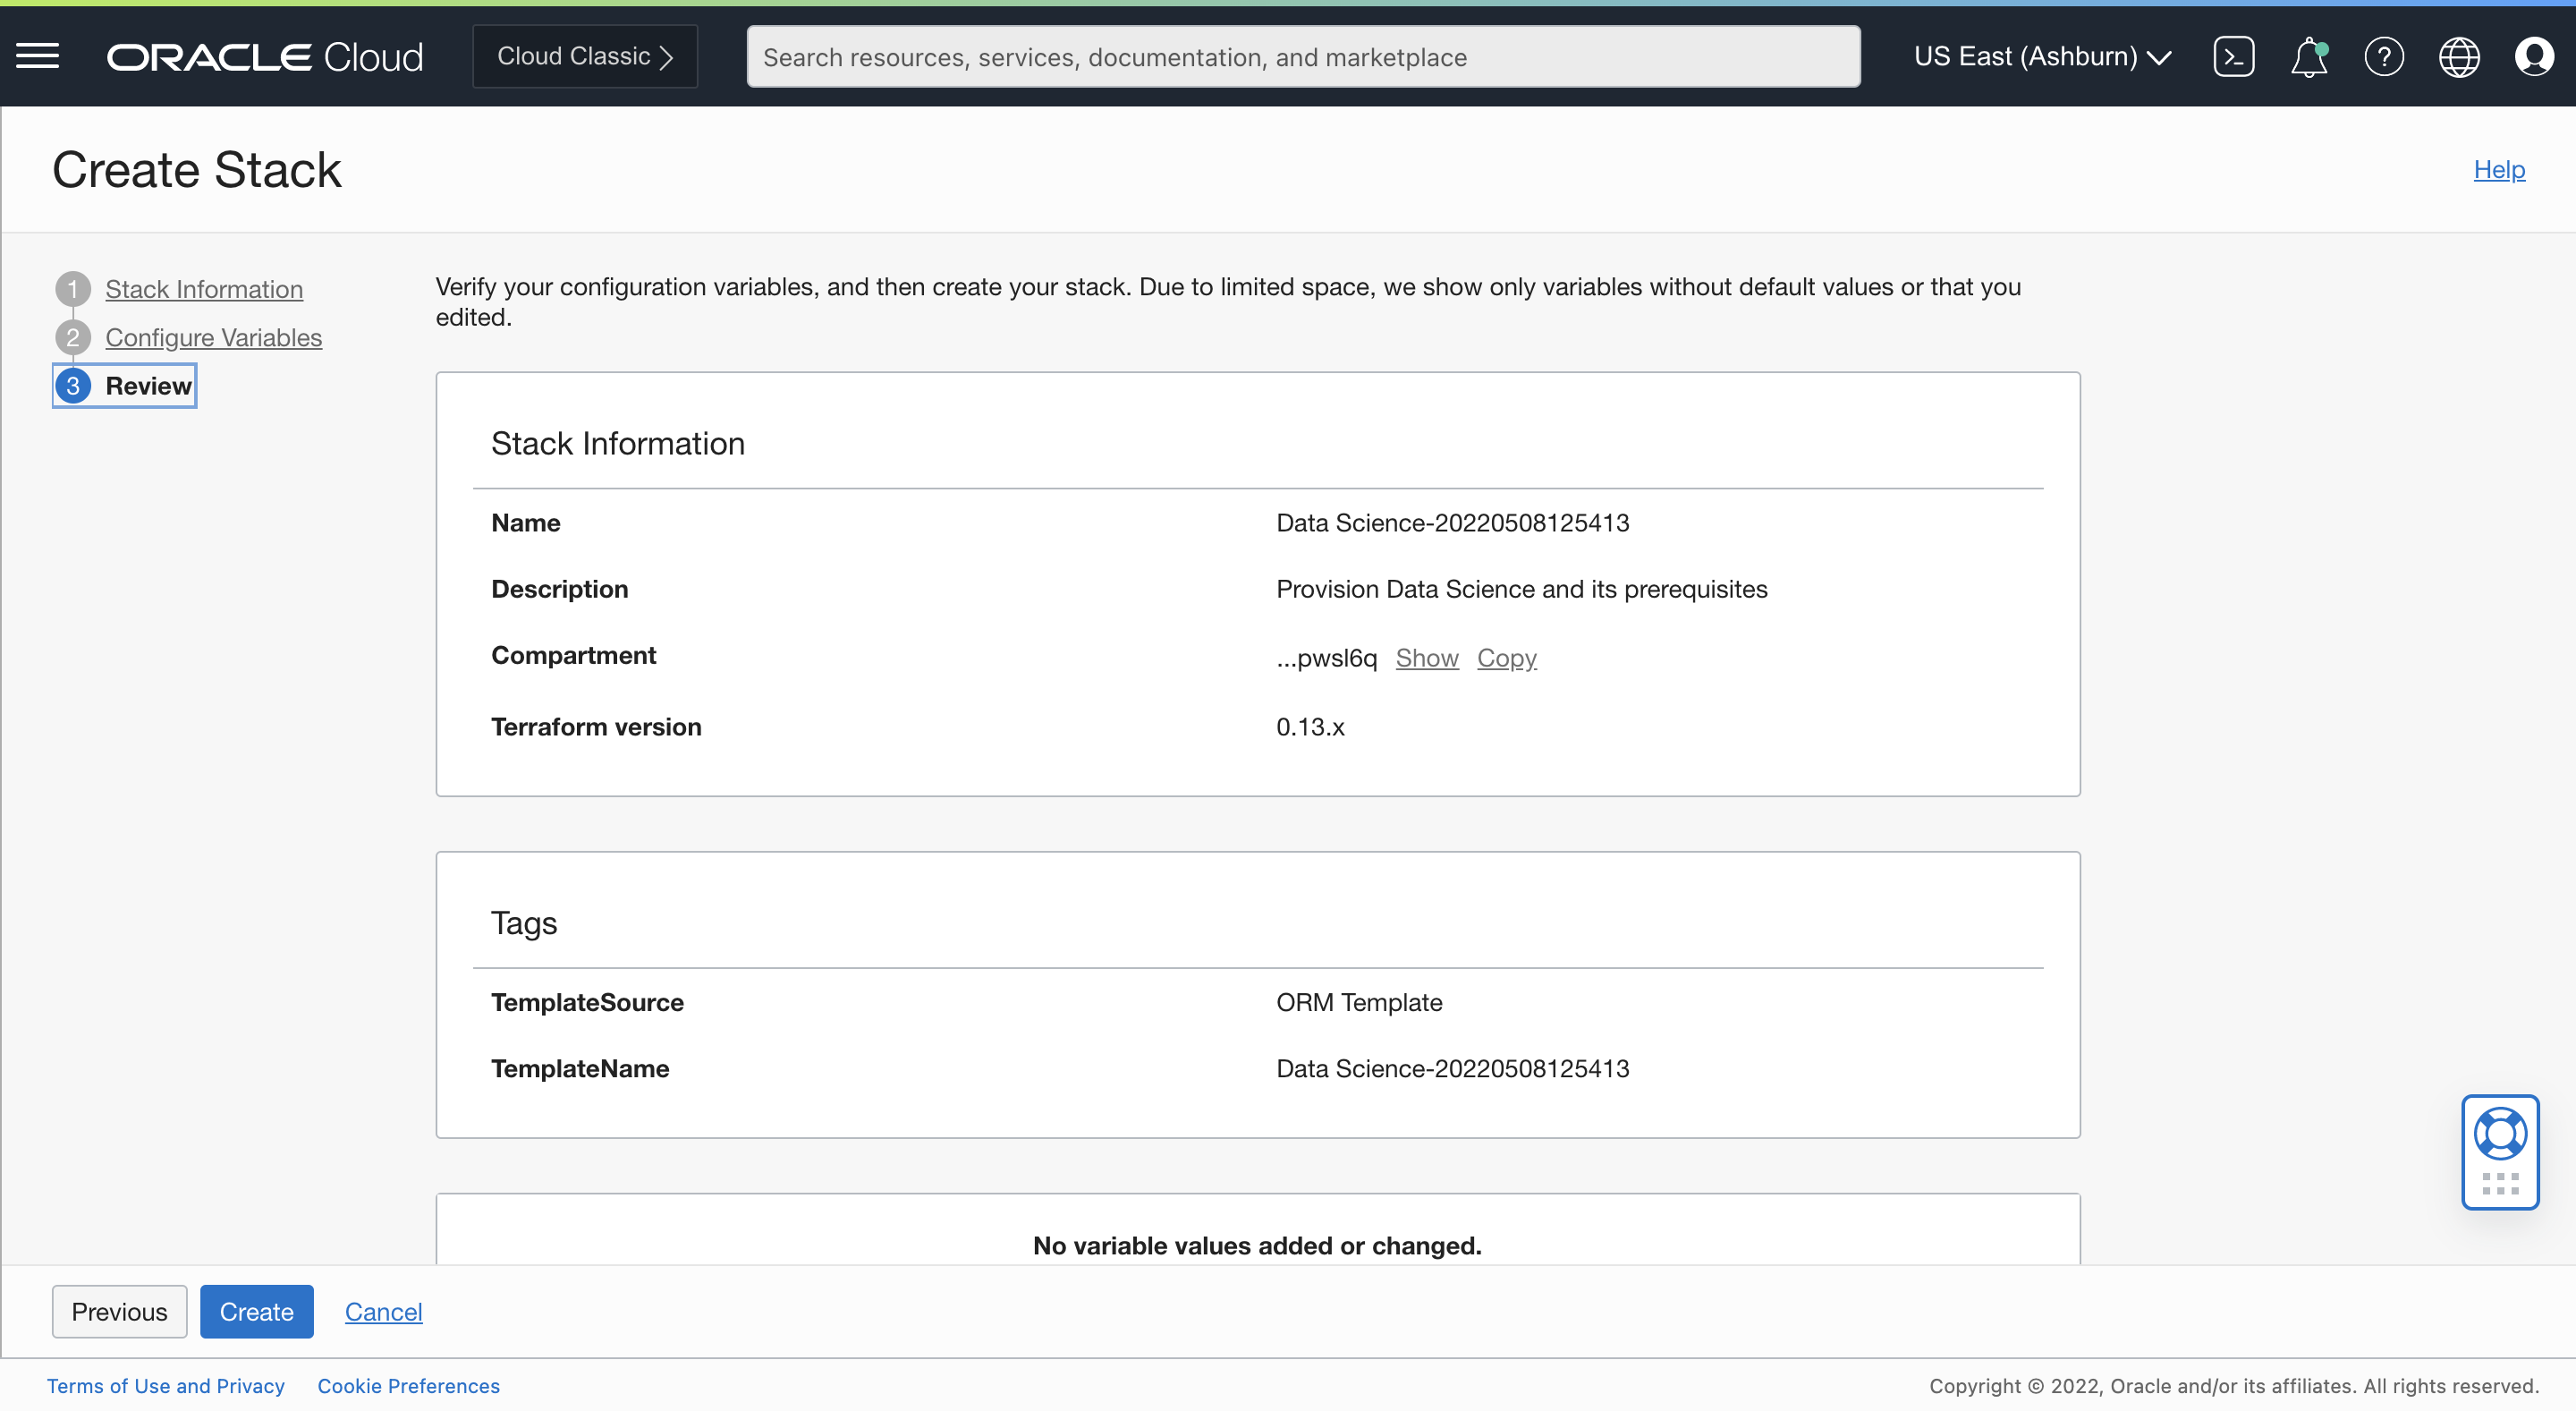 ORACLE Cloud
Cloud Classic
Search resources, services, documentation, and marketplace
US East (Ashburn)
Create Stack
Help
1 Stack Information
2 Configure Variables
3 Review
Verify your configuration variables, and then create your stack. Due to limited space, we show only variables without default values or that you
edited.
Stack Information
Name Data Science-20220508125413
Description Provision Data Science and its prerequisites
Compartment ...pwsl6q Show Copy
Terraform version 0.13.x
Tags
TemplateSource ORM Template
TemplateName Data Science-20220508125413
No variable values added or changed.
Previous Create Cancel
Terms of Use and Privacy Cookie Preferences
Copyright © 2022, Oracle and/or its affiliates. All rights reserved.